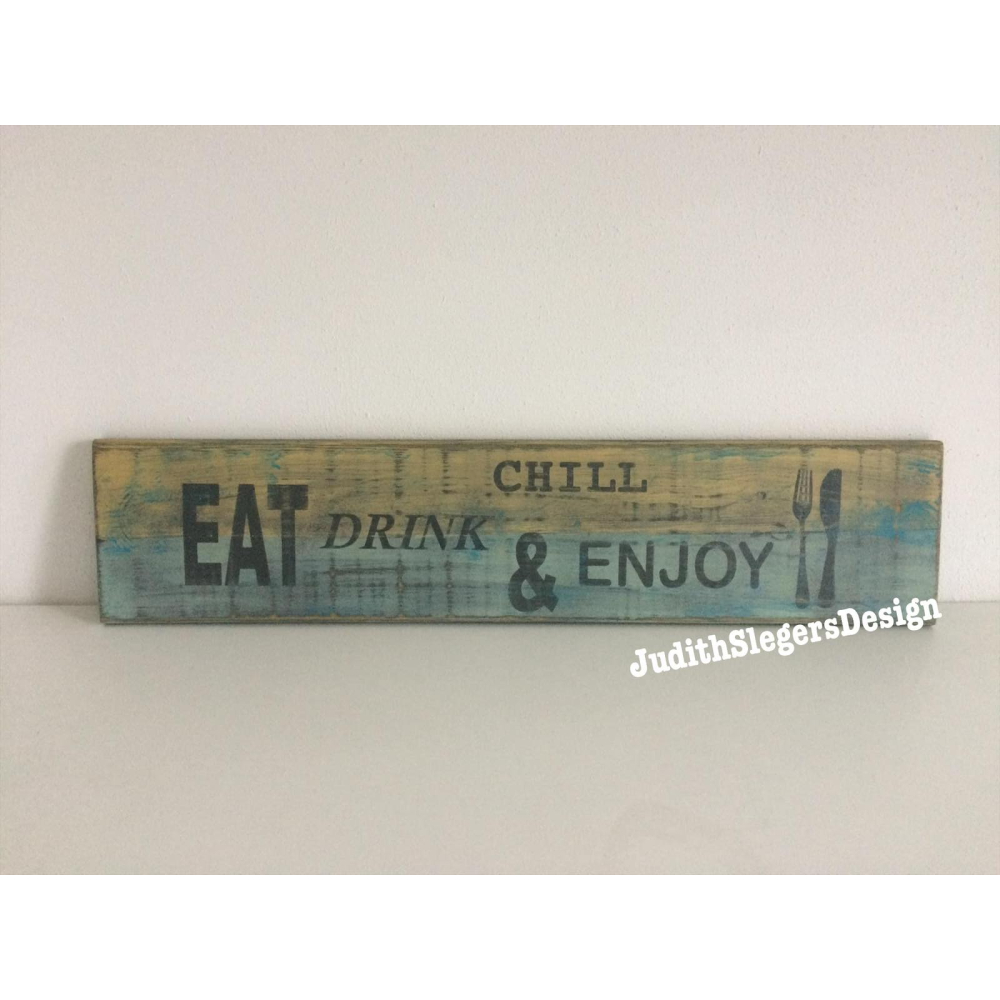 EAT DRINK CHILL
& ENJOY
JudithSlegersDesign